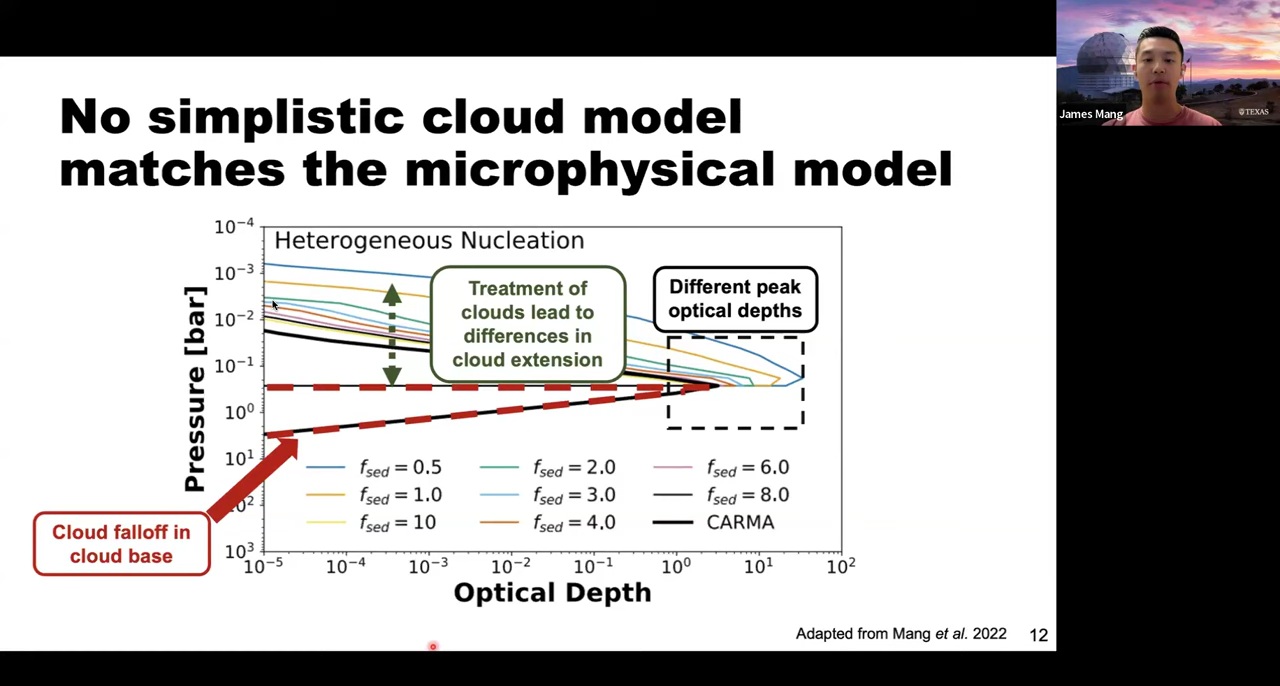 No simplistic cloud model
matches the microphysical model
Heterogeneous Nucleation
Treatment of
clouds lead to
differences in
cloud extension
Different peak
optical depths
Pressure [bar]
10⁻⁴
10⁻³
10⁻²
10⁻¹
10⁰
10¹
10³
f_sed = 0.5
f_sed = 2.0
f_sed = 6.0
f_sed = 1.0
f_sed = 3.0
f_sed = 8.0
f_sed = 10
f_sed = 4.0
CARMA
Cloud falloff in
cloud base
10⁻⁵
10⁻⁴
10⁻³
10⁻²
10⁻¹
10⁰
10¹
10²
Optical Depth
Adapted from Mang et al. 2022
12
James Mang
TEXAS